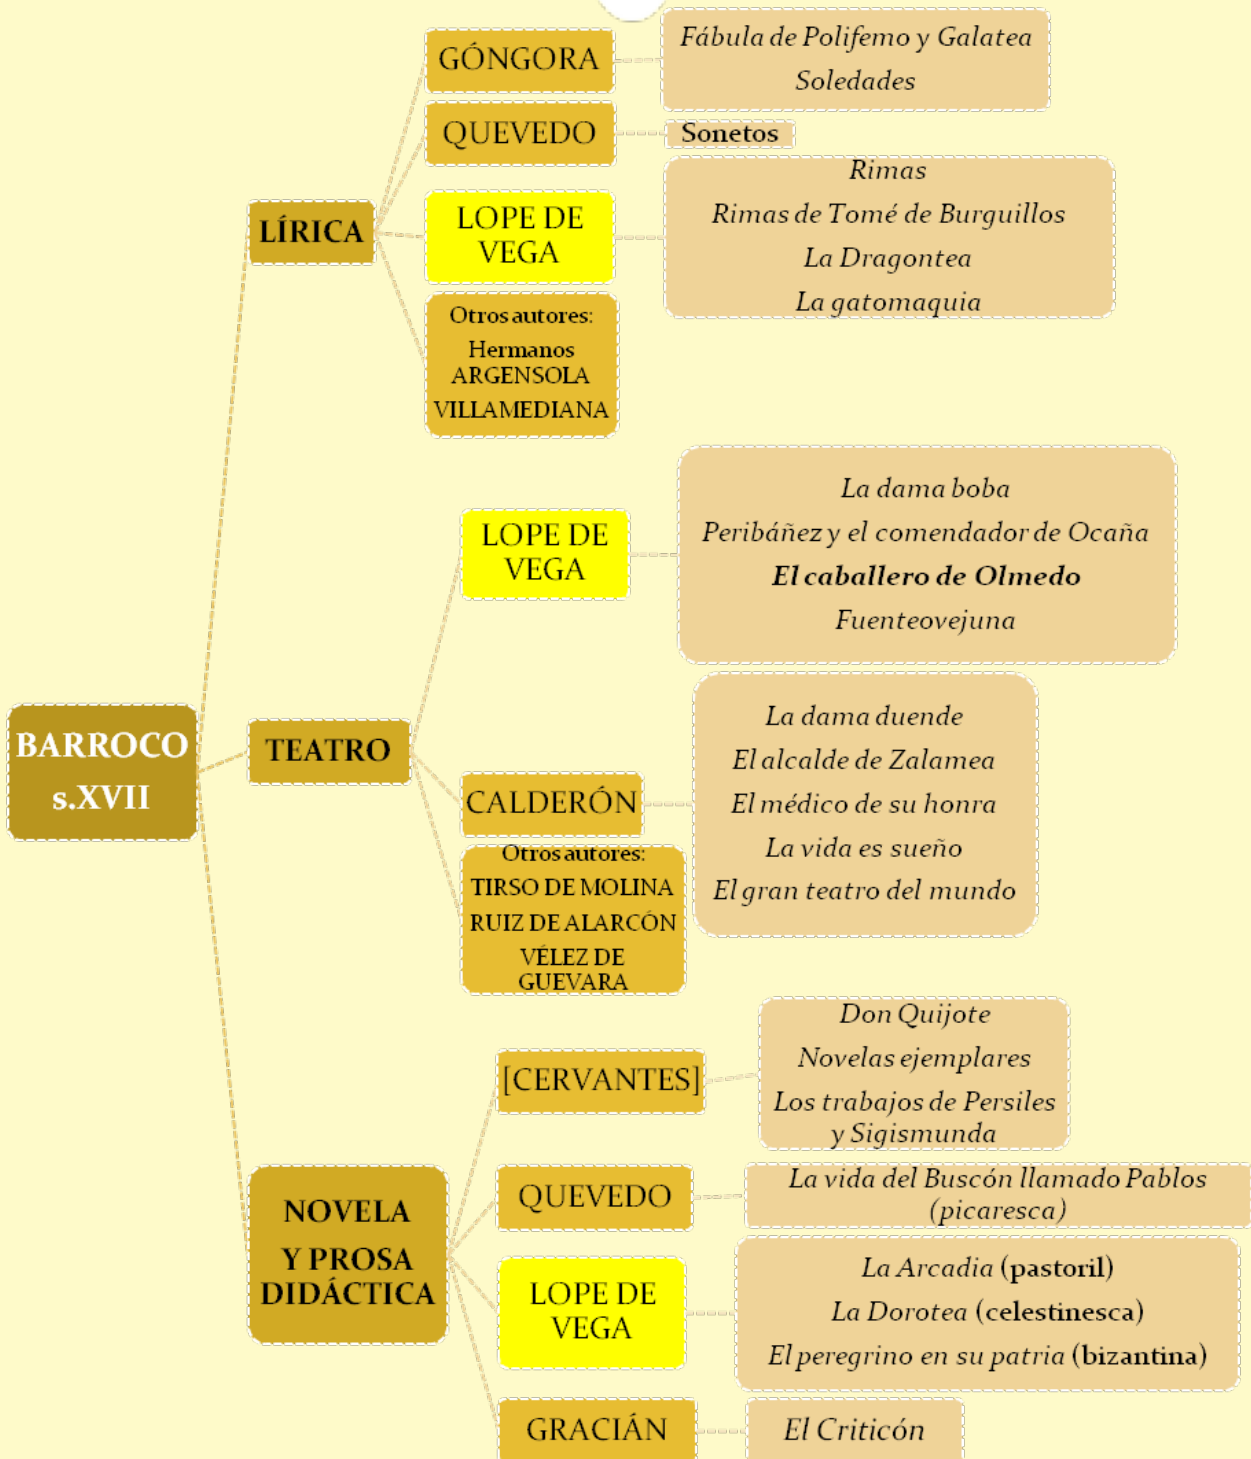 BARROCO
s.XVII
LÍRICA
GÓNGORA
Fábula de Polifemo y Galatea
Soledades
QUEVEDO
Sonetos
LOPE DE
VEGA
Rimas
Rimas de Tomé de Burguillos
La Dragontea
La gatomaquia
Otros autores:
Hermanos
ARGENSOLA
VILLAMEDIANA
TEATRO
LOPE DE
VEGA
La dama boba
Peribáñez y el comendador de Ocaña
El caballero de Olmedo
Fuenteovejuna
CALDERÓN
La dama duende
El alcalde de Zalamea
El médico de su honra
La vida es sueño
El gran teatro del mundo
Otros autores:
TIRSO DE MOLINA
RUIZ DE ALARCÓN
VÉLEZ DE
GUEVARA
NOVELA
Y PROSA
DIDÁCTICA
[CERVANTES]
Don Quijote
Novelas ejemplares
Los trabajos de Persiles
y Sigismunda
QUEVEDO
La vida del Buscón llamado Pablos
(picaresca)
LOPE DE
VEGA
La Arcadia (pastoril)
La Dorotea (celestinesca)
El peregrino en su patria (bizantina)
GRACIÁN
El Criticón